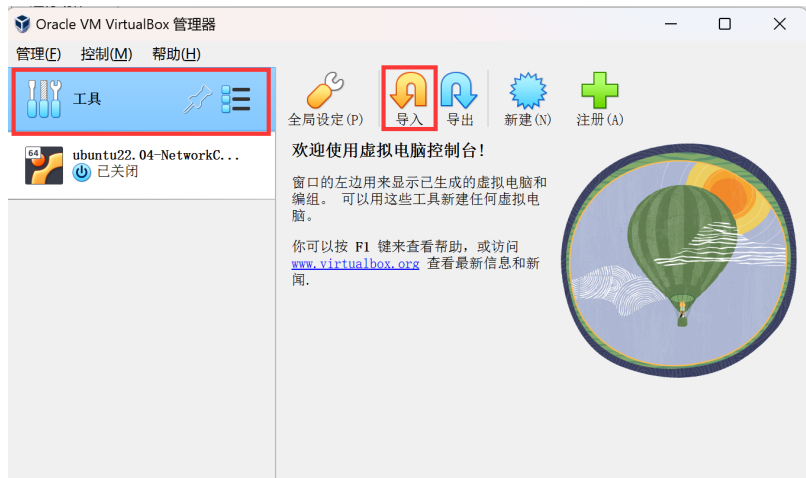 Oracle VM VirtualBox 管理器
管理(F) 控制(M) 帮助(H)
工具
全局设定(P) 导入 导出 新建(N) 注册(A)
64
ubuntu22.04-NetworkC...
已关闭
欢迎使用虚拟电脑控制台!
窗口的左边用来显示已生成的虚拟电脑和
编组。 可以用这些工具新建任何虚拟电
脑。
你可以按 F1 键来查看帮助，或访问
www.virtualbox.org 查看最新信息和新
闻.